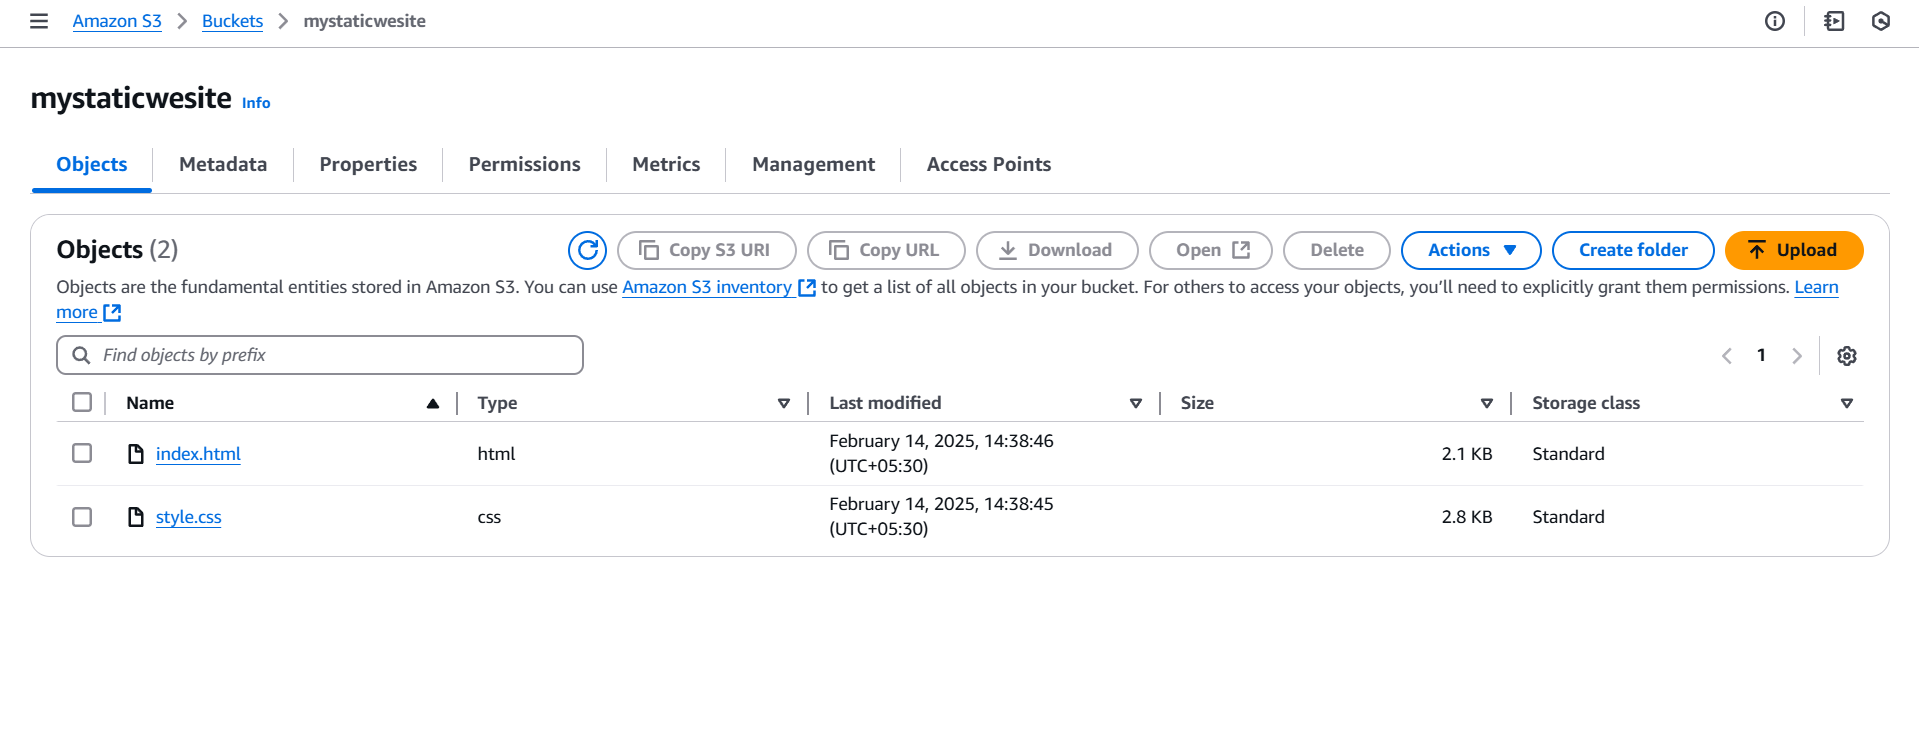 Amazon S3 > Buckets > mystaticwesite
mystaticwesite Info
Objects Metadata Properties Permissions Metrics Management Access Points
Objects (2) Copy S3 URI Copy URL Download Open Delete Actions Create folder Upload
Objects are the fundamental entities stored in Amazon S3. You can use Amazon S3 inventory to get a list of all objects in your bucket. For others to access your objects, you’ll need to explicitly grant them permissions. Learn
more
Find objects by prefix 1
Name Type Last modified Size Storage class
index.html html February 14, 2025, 14:38:46 (UTC+05:30) 2.1 KB Standard
style.css css February 14, 2025, 14:38:45 (UTC+05:30) 2.8 KB Standard